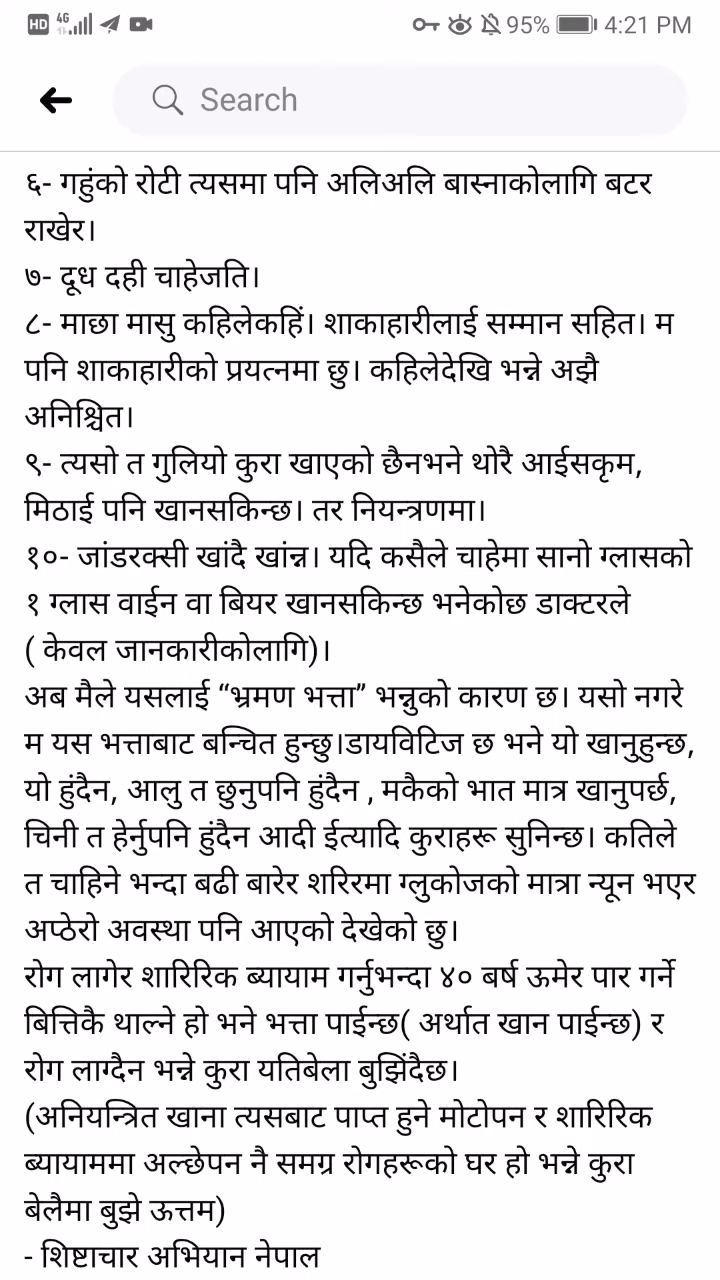 HD 4G 95% 4:21 PM
Search
६- गहुंको रोटी त्यसमा पनि अलिअलि बास्नाकोलागि बटर
राखेर।
७- दूध दही चाहेजति।
८- माछा मासु कहिलेकहिं। शाकाहारीलाई सम्मान सहित। म
पनि शाकाहारीको प्रयत्नमा छु। कहिलेदेखि भन्ने अझै
अनिश्चित।
९- त्यसो त गुलियो कुरा खाएको छैनभने थोरै आईसकृम,
मिठाई पनि खानसकिन्छ। तर नियन्त्रणमा।
१०- जांडरक्सी खांदै खांन्न। यदि कसैले चाहेमा सानो ग्लासको
१ ग्लास वाईन वा बियर खानसकिन्छ भनेकोछ डाक्टरले
( केवल जानकारीकोलागि)।
अब मैले यसलाई “भ्रमण भत्ता” भन्नुको कारण छ। यसो नगरे
म यस भत्ताबाट बन्चित हुन्छु।डायविटिज छ भने यो खानुहुन्छ,
यो हुंदैन, आलु त छुनुपनि हुंदैन , मकैको भात मात्र खानुपर्छ,
चिनी त हेर्नुपनि हुंदैन आदी ईत्यादि कुराहरू सुनिन्छ। कतिले
त चाहिने भन्दा बढी बारेर शरिरमा ग्लुकोजको मात्रा न्यून भएर
अप्ठेरो अवस्था पनि आएको देखेको छु।
रोग लागेर शारिरिक ब्यायाम गर्नुभन्दा ४० बर्ष ऊमेर पार गर्ने
बित्तिकै थाल्ने हो भने भत्ता पाईन्छ( अर्थात खान पाईन्छ) र
रोग लाग्दैन भन्ने कुरा यतिबेला बुझिंदैछ।
(अनियन्त्रित खाना त्यसबाट प्राप्त हुने मोटोपन र शारिरिक
ब्यायाममा अल्छेपन नै समग्र रोगहरूको घर हो भन्ने कुरा
बेलैमा बुझे ऊत्तम)
- शिष्टाचार अभियान नेपाल